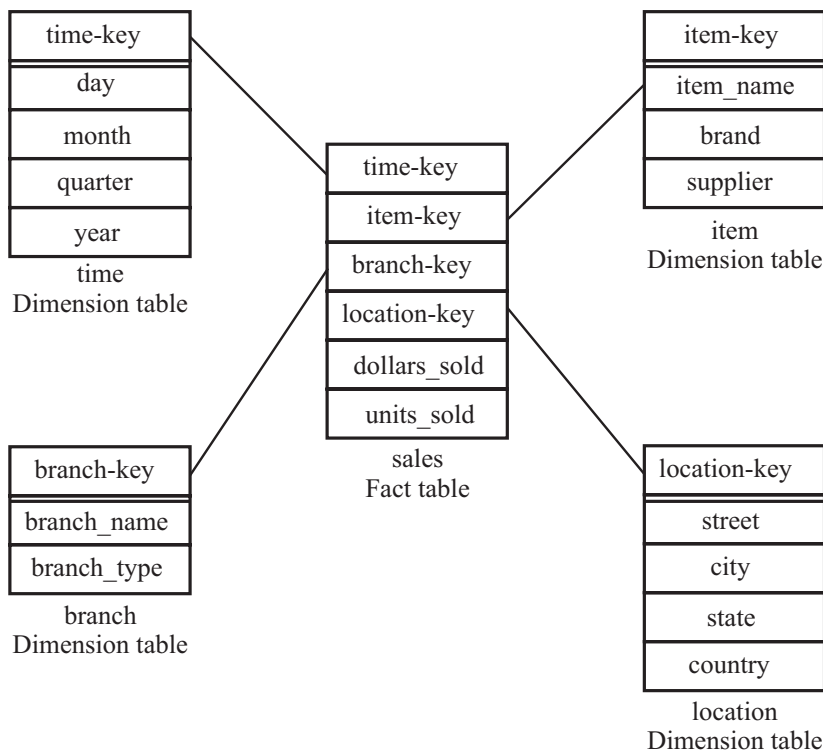 time-key
day
month
quarter
year
time
Dimension table
item-key
item_name
brand
supplier
item
Dimension table
time-key
item-key
branch-key
location-key
dollars_sold
units_sold
sales
Fact table
branch-key
branch_name
branch_type
branch
Dimension table
location-key
street
city
state
country
location
Dimension table